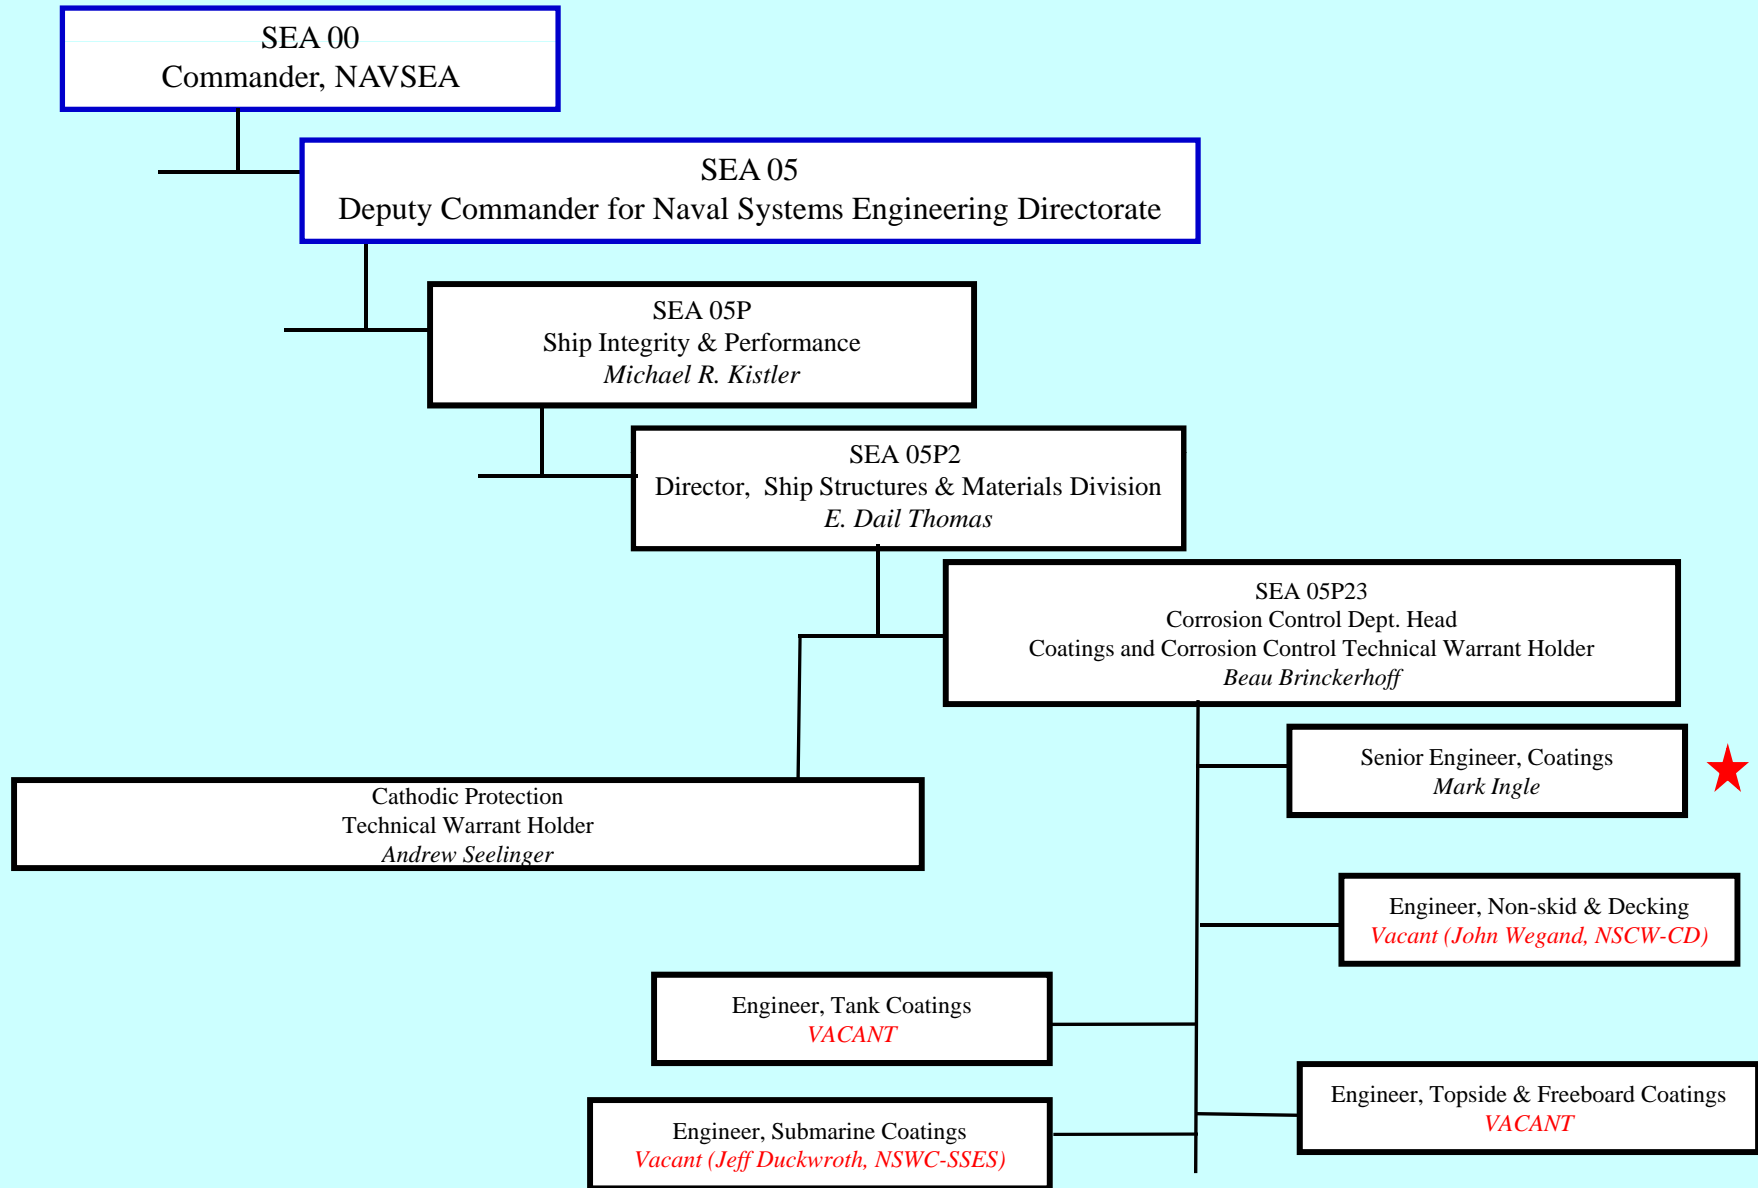 SEA 00
Commander, NAVSEA
SEA 05
Deputy Commander for Naval Systems Engineering Directorate
SEA 05P
Ship Integrity & Performance
Michael R. Kistler
SEA 05P2
Director, Ship Structures & Materials Division
E. Dail Thomas
SEA 05P23
Corrosion Control Dept. Head
Coatings and Corrosion Control Technical Warrant Holder
Beau Brinckerhoff
Senior Engineer, Coatings
Mark Ingle
Cathodic Protection
Technical Warrant Holder
Andrew Seelinger
Engineer, Non-skid & Decking
Vacant (John Wegand, NSCW-CD)
Engineer, Tank Coatings
VACANT
Engineer, Topside & Freeboard Coatings
VACANT
Engineer, Submarine Coatings
Vacant (Jeff Duckwroth, NSWC-SSES)